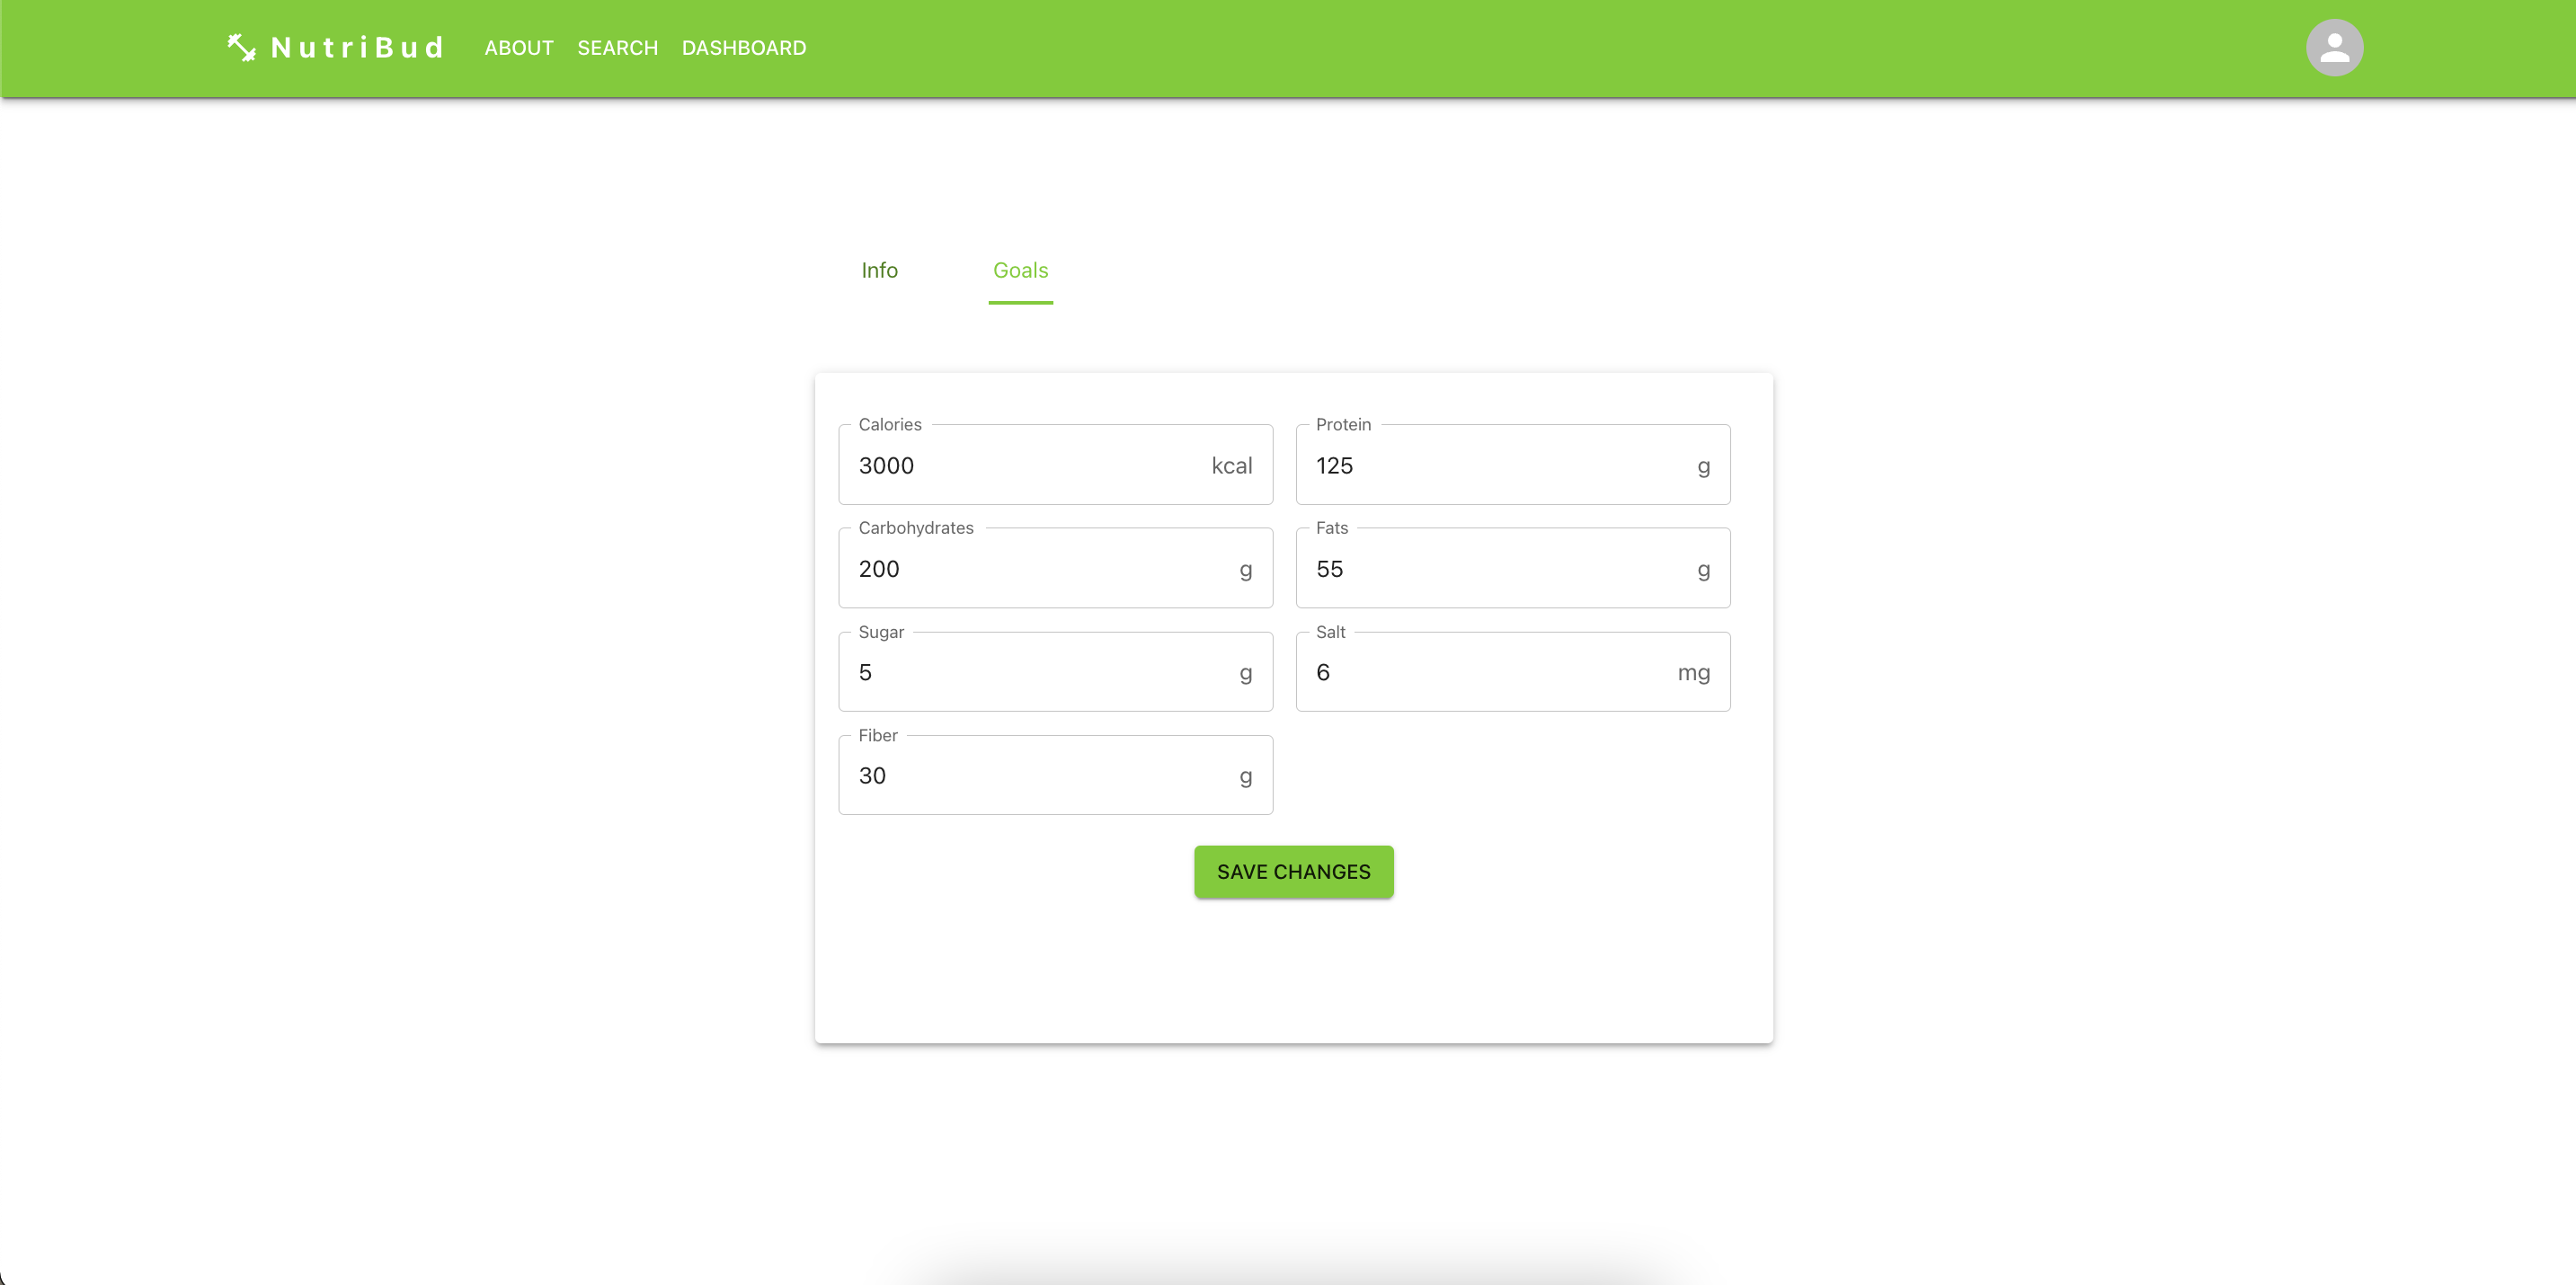 NutriBud ABOUT SEARCH DASHBOARD
Info Goals
Calories Protein
3000 kcal 125 g
Carbohydrates Fats
200 g 55 g
Sugar Salt
5 g 6 mg
Fiber
30 g
SAVE CHANGES